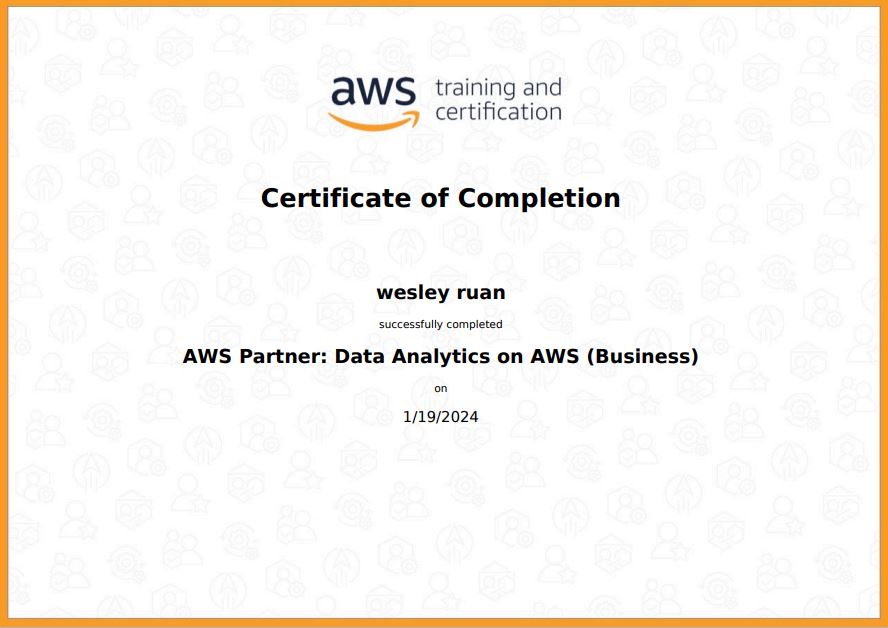 aws training and
certification
Certificate of Completion
wesley ruan
successfully completed
AWS Partner: Data Analytics on AWS (Business)
on
1/19/2024